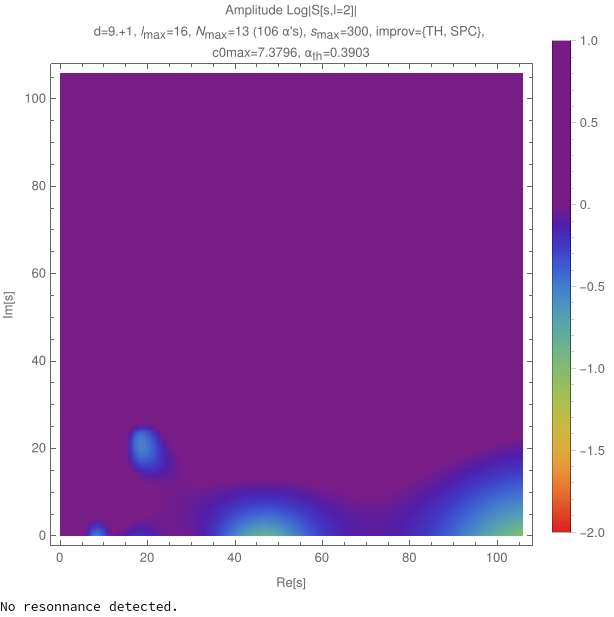 Amplitude Log|S[s,l=2]|
d=9.+1, lmax=16, Nmax=13 (106 α's), smax=300, improv={TH, SPC},
c0max=7.3796, αth=0.3903
1.0
0.5
0.
-0.5
-1.0
-1.5
-2.0
100
80
60
40
20
0
Im[s]
0 20 40 60 80 100
Re[s]
No resonnance detected.